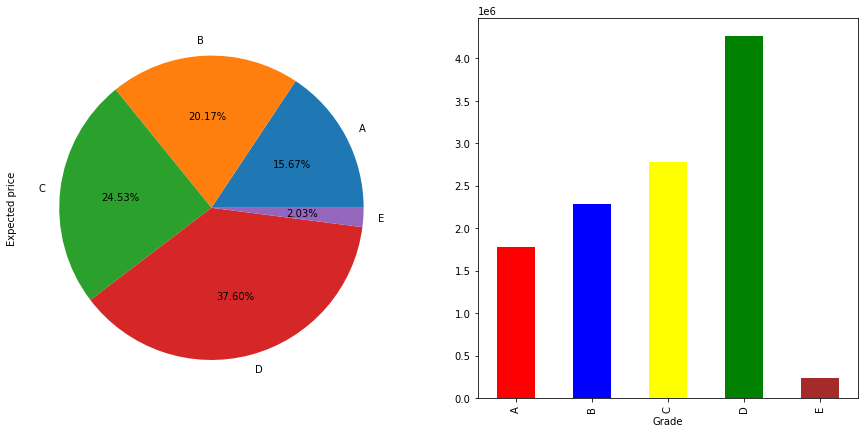 Expected price
B
A
20.17%
15.67%
C
24.53%
2.03%
E
37.60%
D
1e6
4.0
3.5
3.0
2.5
2.0
1.5
1.0
0.5
0.0
A
B
C
D
E
Grade